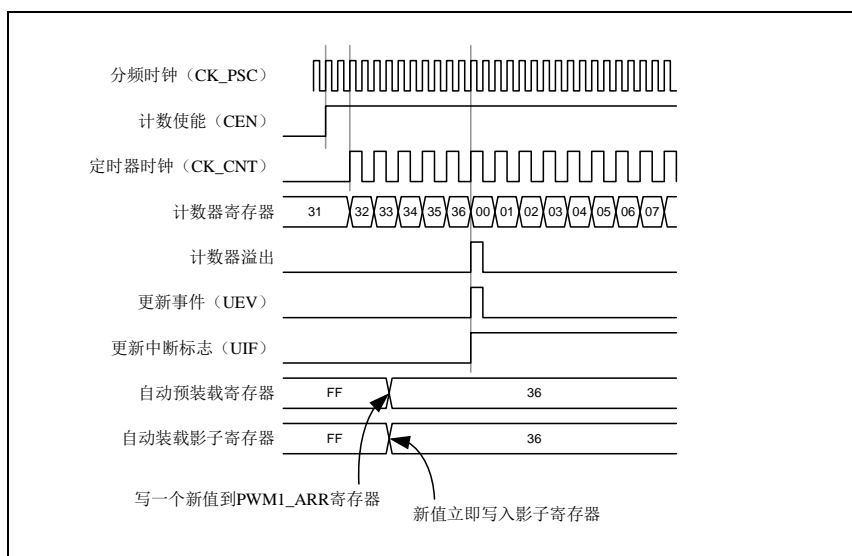 分频时钟（CK_PSC）
计数使能（CEN）
定时器时钟（CK_CNT）
计数器寄存器 31 32 33 34 35 36 00 01 02 03 04 05 06 07
计数器溢出
更新事件（UEV）
更新中断标志（UIF）
自动预装载寄存器 FF 36
自动装载影子寄存器 FF 36
写一个新值到PWM1_ARR寄存器
新值立即写入影子寄存器